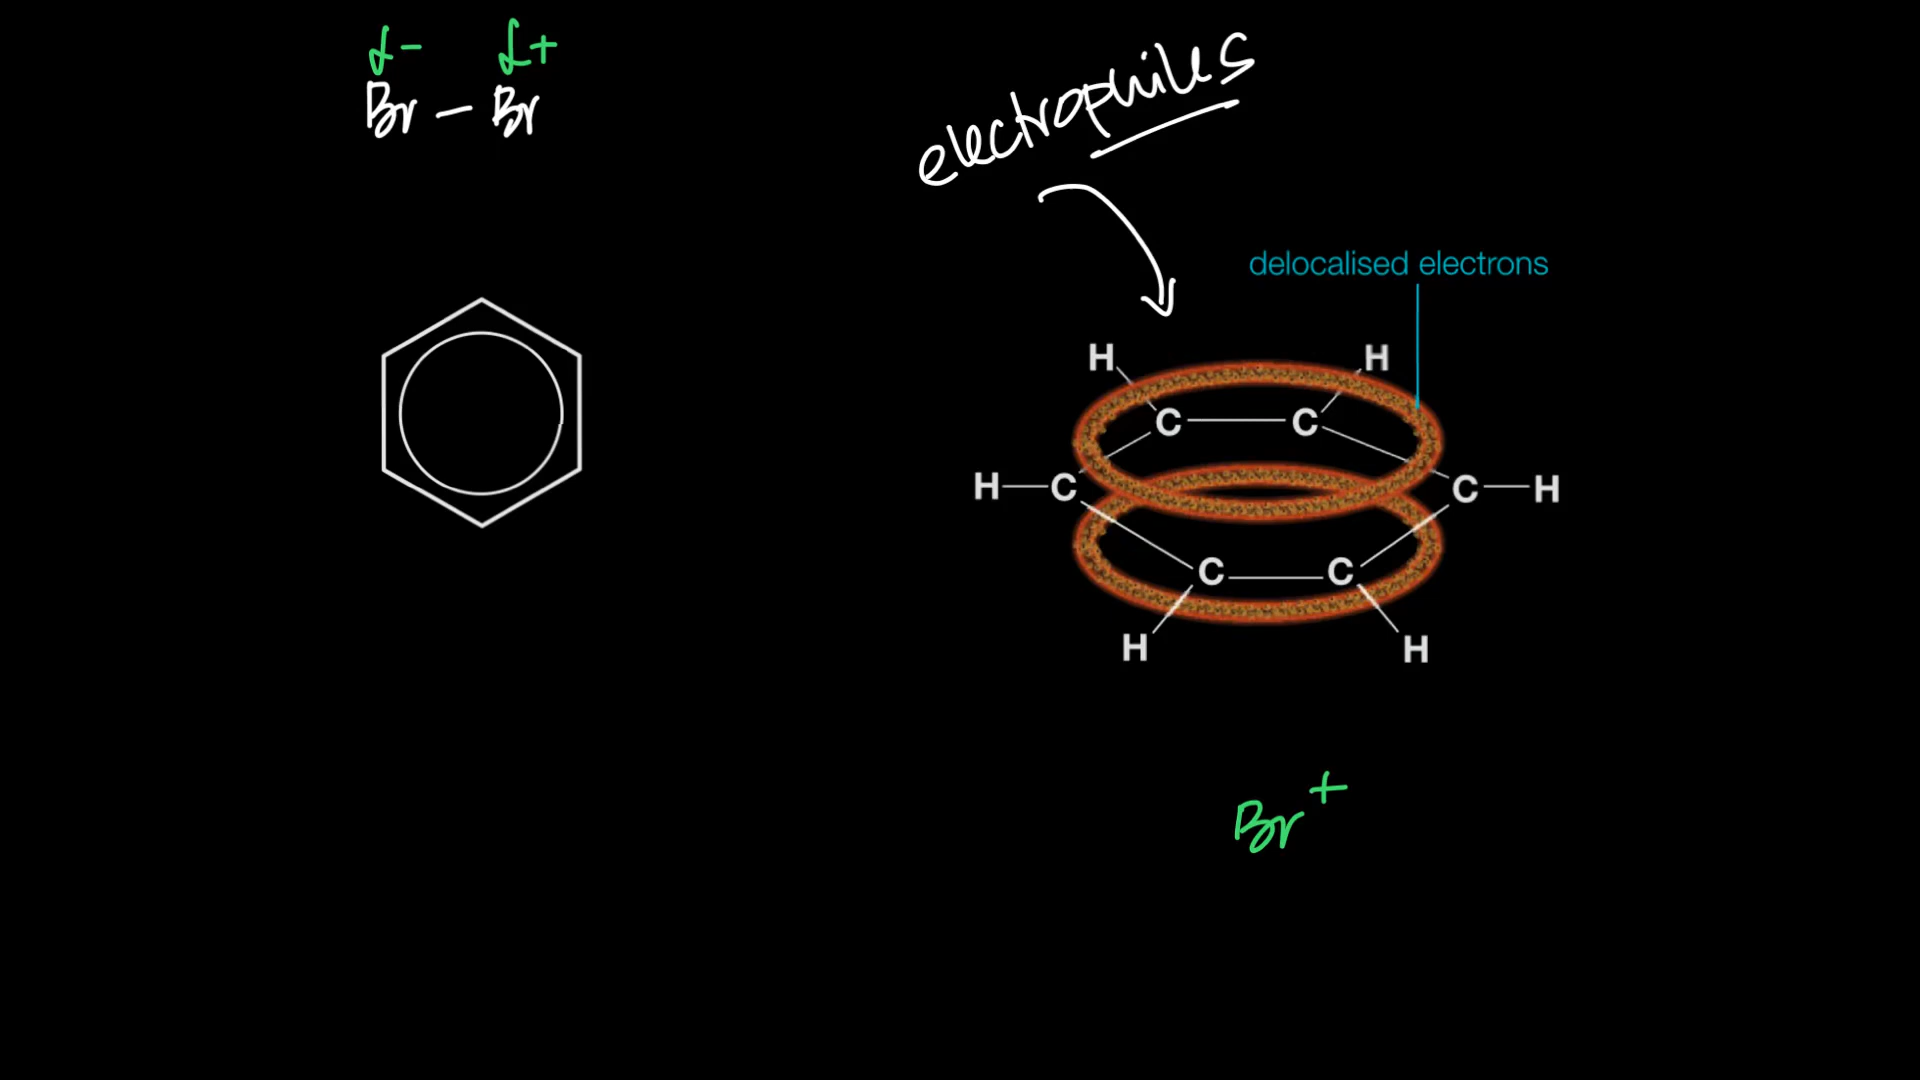 δ- δ+
Br - Br
electrophiles
delocalised electrons
H H
C C
H C C H
C C
H H
Br+